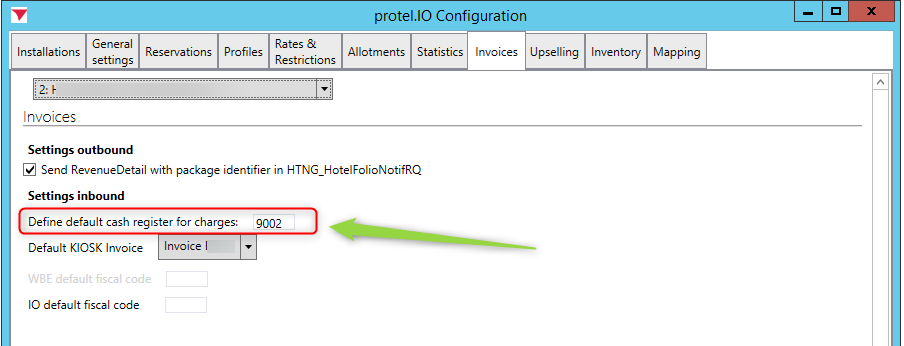 protel.IO Configuration
Installations
General settings
Reservations
Profiles
Rates & Restrictions
Allotments
Statistics
Invoices
Upselling
Inventory
Mapping
2:
Invoices
Settings outbound
Send RevenueDetail with package identifier in HTNG_HotelFolioNotifRQ
Settings inbound
Define default cash register for charges: 9002
Default KIOSK Invoice Invoice
WBE default fiscal code
IO default fiscal code